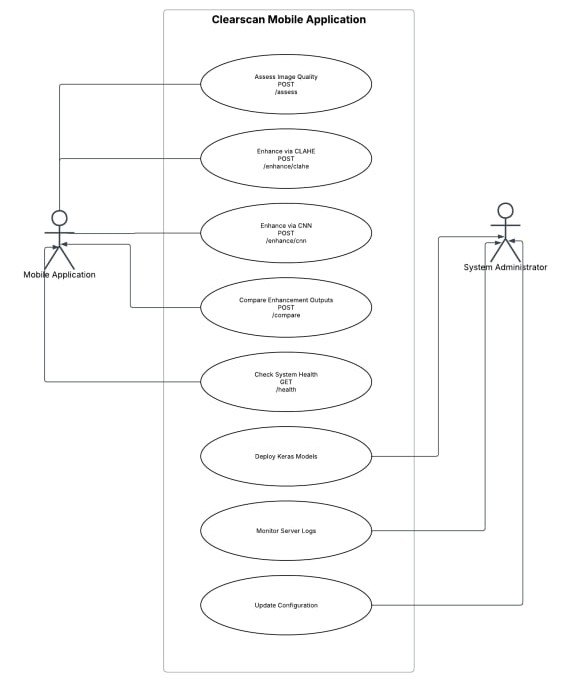 Clearscan Mobile Application
Assess Image Quality
POST
/assess
Enhance via CLAHE
POST
/enhance/clahe
Enhance via CNN
POST
/enhance/cnn
Mobile Application
System Administrator
Compare Enhancement Outputs
POST
/compare
Check System Health
GET
/health
Deploy Keras Models
Monitor Server Logs
Update Configuration